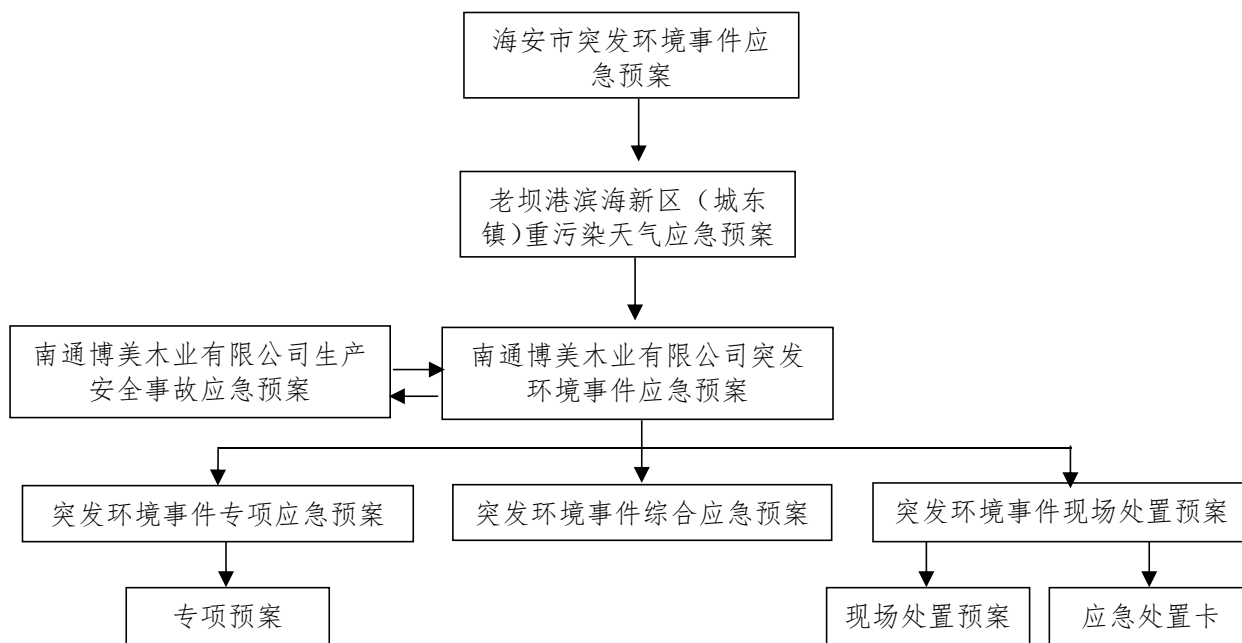 海安市突发环境事件应
急预案
老坝港滨海新区（城东
镇)重污染天气应急预案
南通博美木业有限公司生产
安全事故应急预案
南通博美木业有限公司突发
环境事件应急预案
突发环境事件专项应急预案
突发环境事件综合应急预案
突发环境事件现场处置预案
专项预案
现场处置预案
应急处置卡